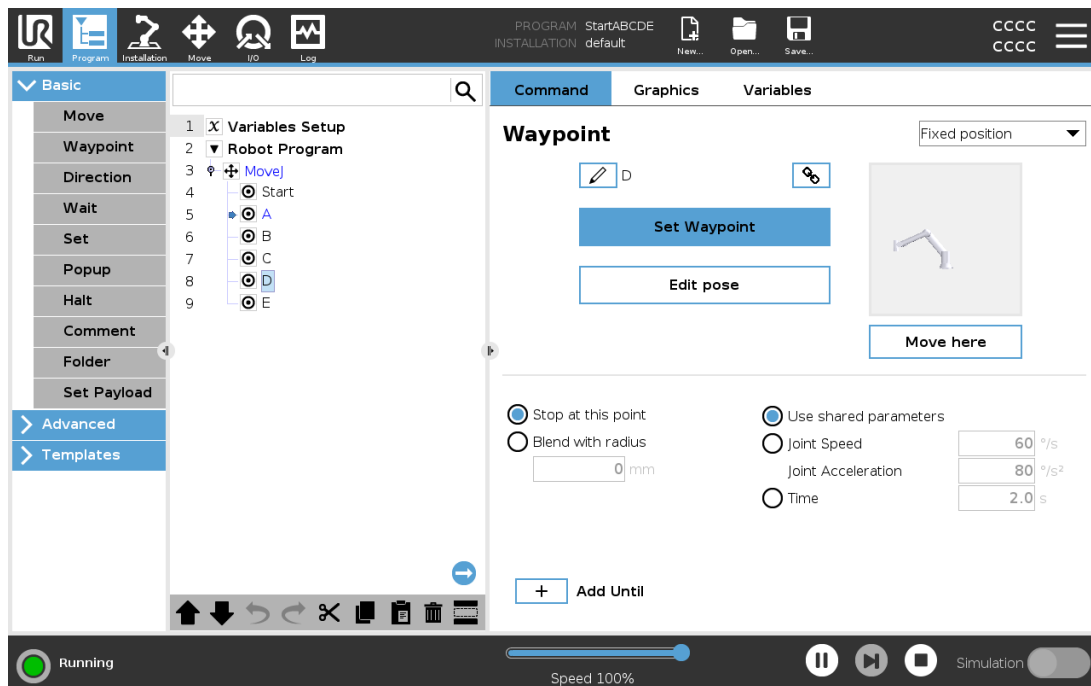 PROGRAM StartABCDE
INSTALLATION default
CCCC
CCCC
UR
Run
Program
Installation
Move
I/O
Log
New...
Open...
Save...
Basic
Move
Waypoint
Direction
Wait
Set
Popup
Halt
Comment
Folder
Set Payload
Advanced
Templates
1 X Variables Setup
2 Robot Program
3 MoveJ
4 Start
5 A
6 B
7 C
8 D
9 E
Command Graphics Variables
Waypoint
Fixed position
D
Set Waypoint
Edit pose
Move here
Stop at this point
Blend with radius
0 mm
Use shared parameters
Joint Speed 60 °/s
Joint Acceleration 80 °/s²
Time 2.0 s
+ Add Until
Running
Speed 100%
Simulation